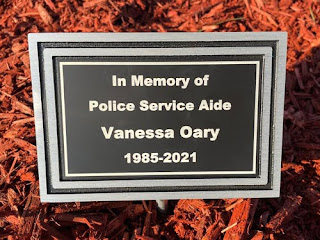 In Memory of
Police Service Aide
Vanessa Oary
1985-2021